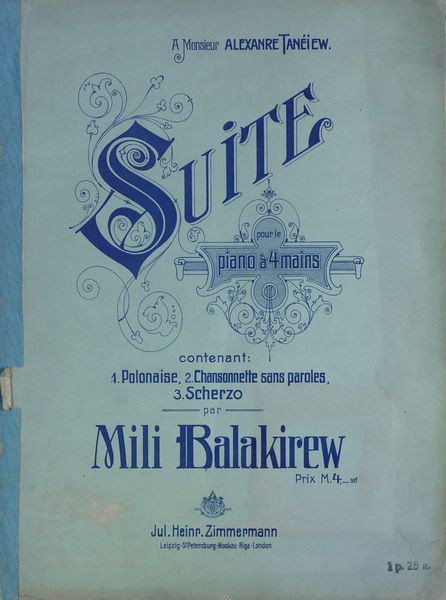 A Monsieur ALEXANRE TANÉIEW.
SUITE
pour le
piano à 4 mains
contenant:
1. Polonaise, 2. Chansonnette sans paroles,
3. Scherzo
par
Mili Balakirew
Prix M. 4,_ net
Jul. Heinr. Zimmermann
Leipzig - St Petersburg - Moskau - Riga - London
1 p. 25 к.